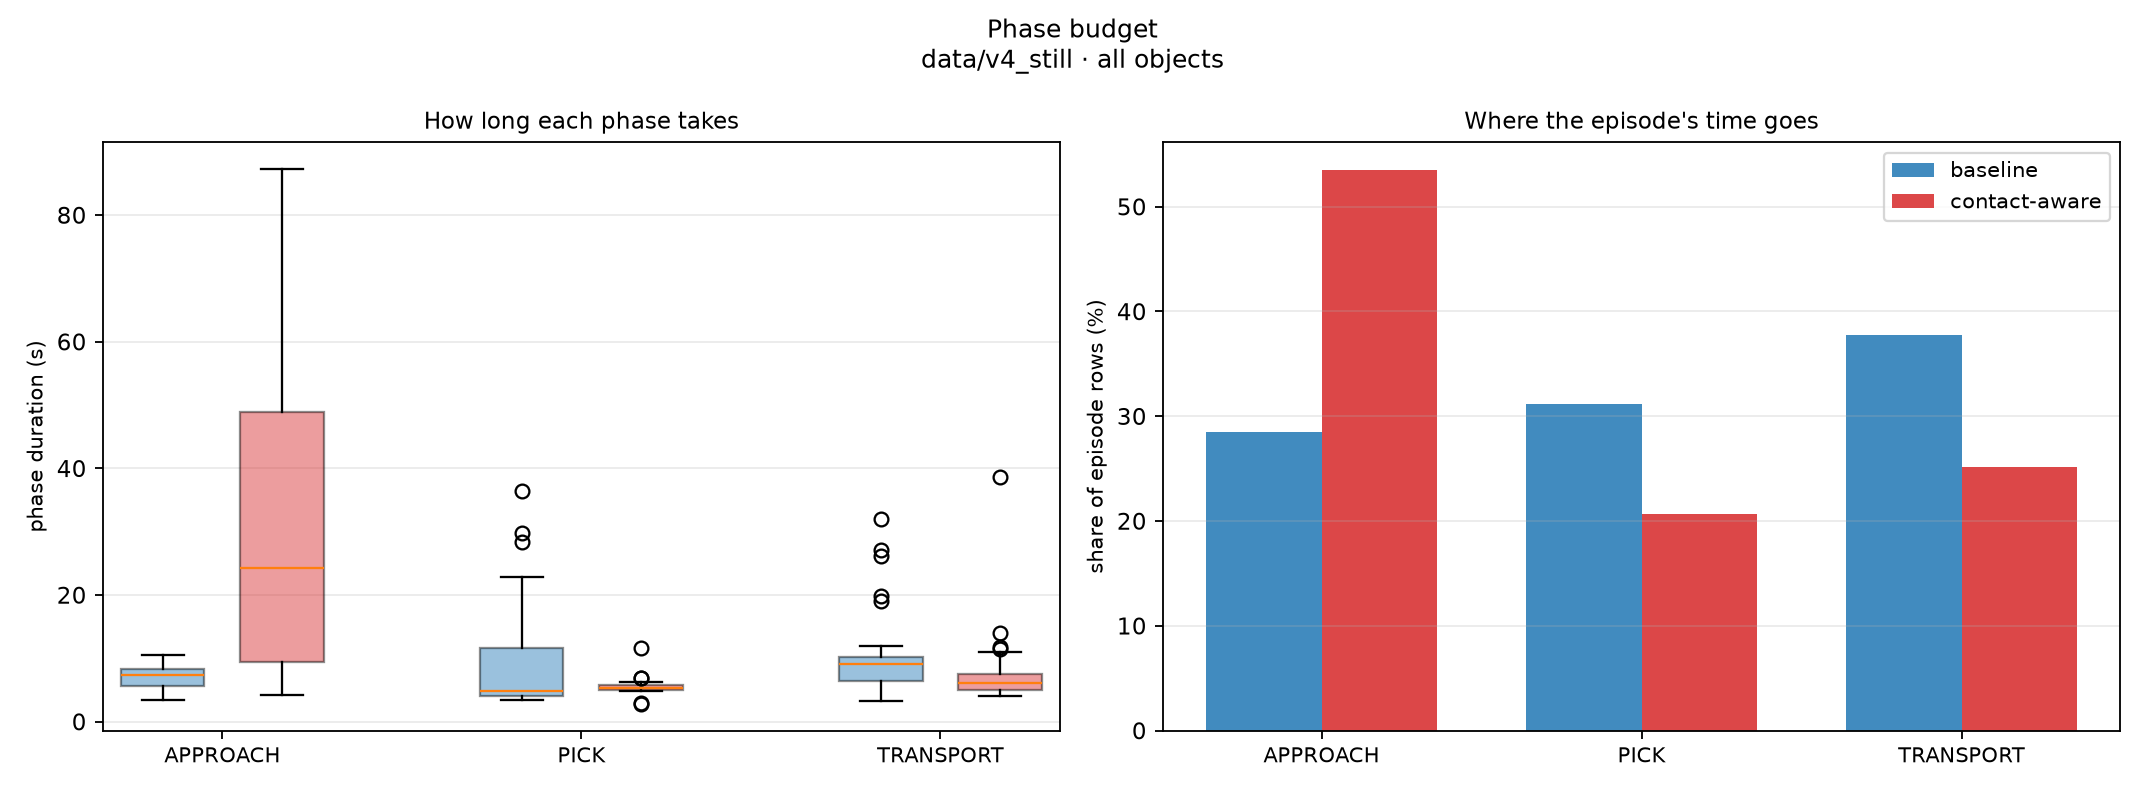 Phase budget
data/v4_still · all objects
How long each phase takes
phase duration (s)
80
60
40
20
0
APPROACH
PICK
TRANSPORT
Where the episode's time goes
share of episode rows (%)
50
40
30
20
10
0
baseline
contact-aware
APPROACH
PICK
TRANSPORT